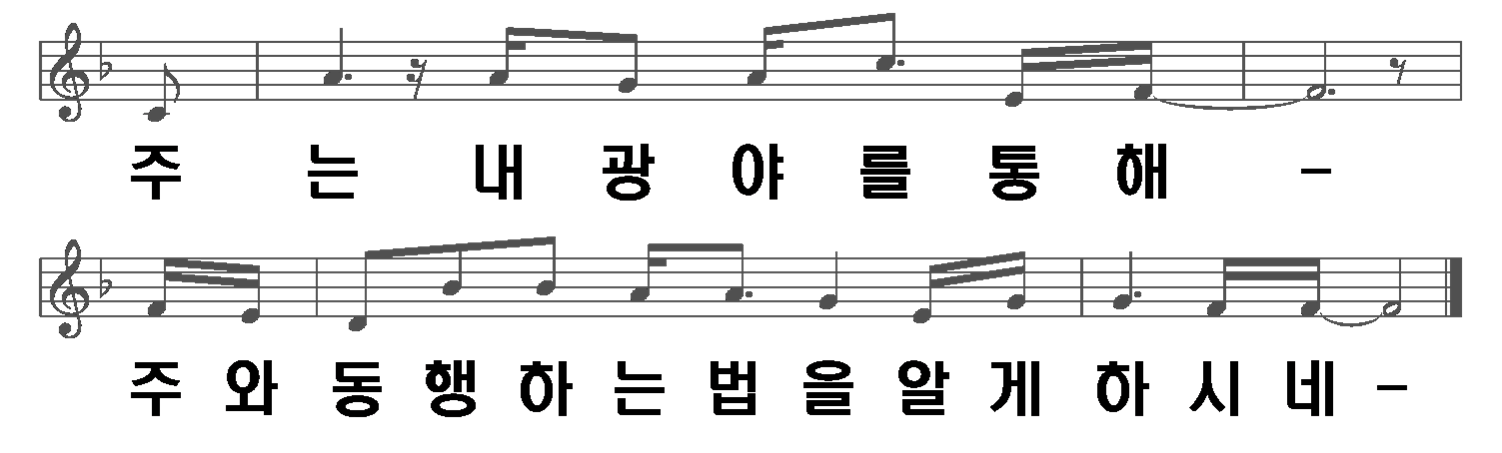 주 는 내 광 야 를 통 해 -
주 와 동 행 하 는 법 을 알 게 하 시 네 -